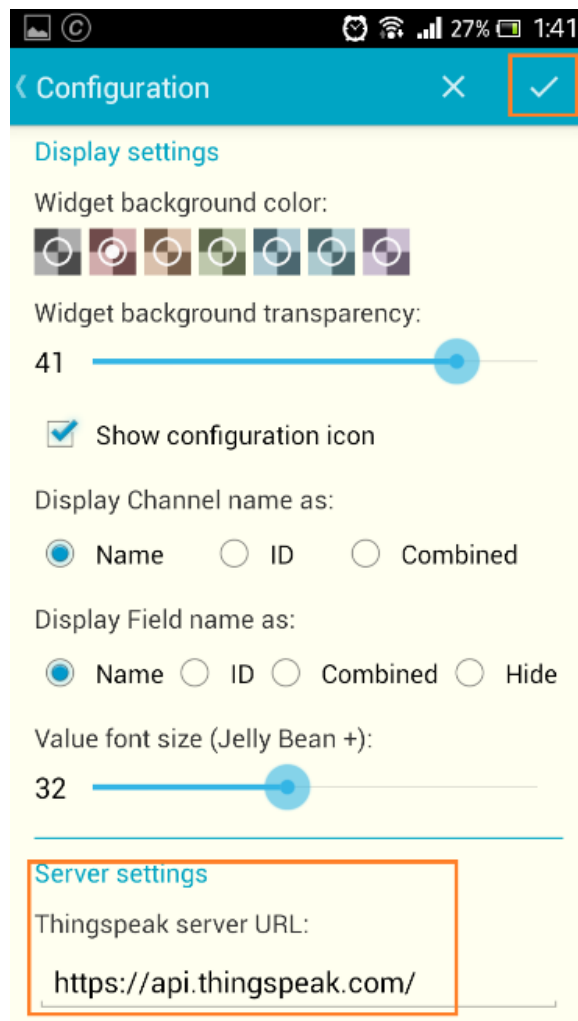 © 27% 1:41
Configuration
Display settings
Widget background color:
Widget background transparency:
41
Show configuration icon
Display Channel name as:
Name ID Combined
Display Field name as:
Name ID Combined Hide
Value font size (Jelly Bean +):
32
Server settings
Thingspeak server URL:
https://api.thingspeak.com/